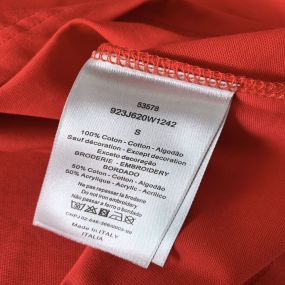 53578
923J620W1242
S
100% Coton - Cotton - Algodão
Sauf décoration - Except decoration
Exceto decoração
BRODERIE - EMBROIDERY
BORDADO
50% Coton - Cotton - Algodão
50% Acrylique - Acrylic - Acrílico
Ne pas repasser la broderie
Do not iron the embroidery
Não passar a ferro o bordado
Made in ITALY
ITALIA